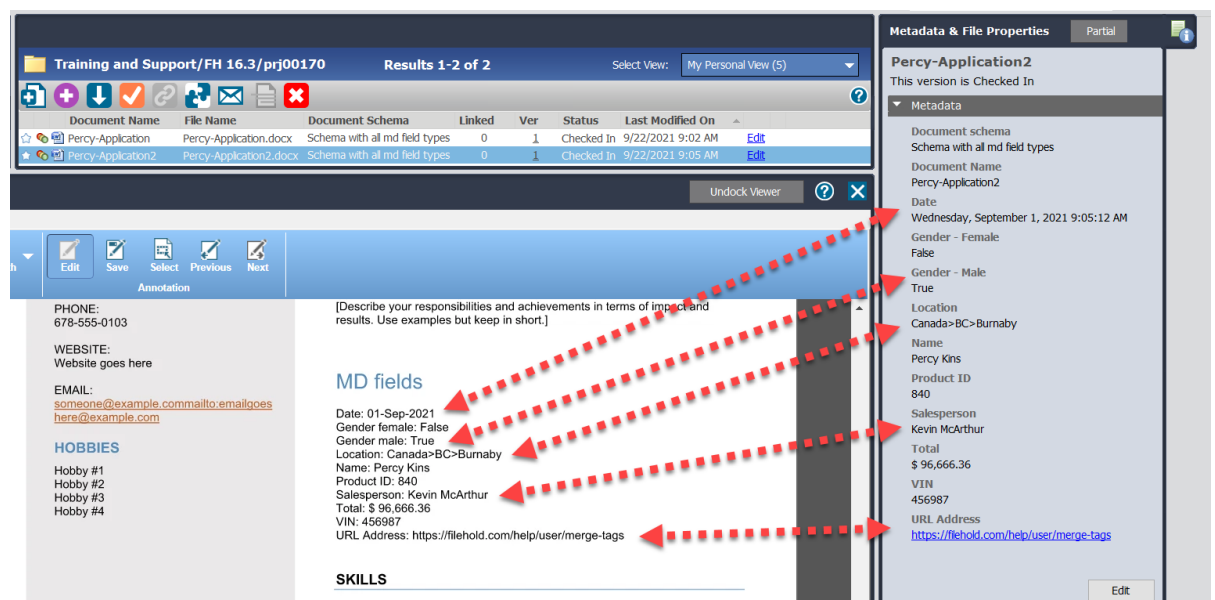 Training and Support/FH 16.3/prj00170 Results 1-2 of 2 Select View: My Personal View (5)
Document Name File Name Document Schema Linked Ver Status Last Modified On
Percy-Application Percy-Application.docx Schema with all md field types 0 1 Checked In 9/22/2021 9:02 AM Edit
Percy-Application2 Percy-Application2.docx Schema with all md field types 0 1 Checked In 9/22/2021 9:05 AM Edit
Undock Viewer
h Edit Save Select Previous Next
Annotation
PHONE:
678-555-0103
WEBSITE:
Website goes here
EMAIL:
someone@example.commailto:emailgoes
here@example.com
HOBBIES
Hobby #1
Hobby #2
Hobby #3
Hobby #4
[Describe your responsibilities and achievements in terms of impact and
results. Use examples but keep in short.]
MD fields
Date: 01-Sep-2021
Gender female: False
Gender male: True
Location: Canada>BC>Burnaby
Name: Percy Kins
Product ID: 840
Salesperson: Kevin McArthur
Total: $ 96,666.36
VIN: 456987
URL Address: https://filehold.com/help/user/merge-tags
SKILLS
Metadata & File Properties Partial
Percy-Application2
This version is Checked In
Metadata
Document schema
Schema with all md field types
Document Name
Percy-Application2
Date
Wednesday, September 1, 2021 9:05:12 AM
Gender - Female
False
Gender - Male
True
Location
Canada>BC>Burnaby
Name
Percy Kins
Product ID
840
Salesperson
Kevin McArthur
Total
$ 96,666.36
VIN
456987
URL Address
https://filehold.com/help/user/merge-tags
Edit